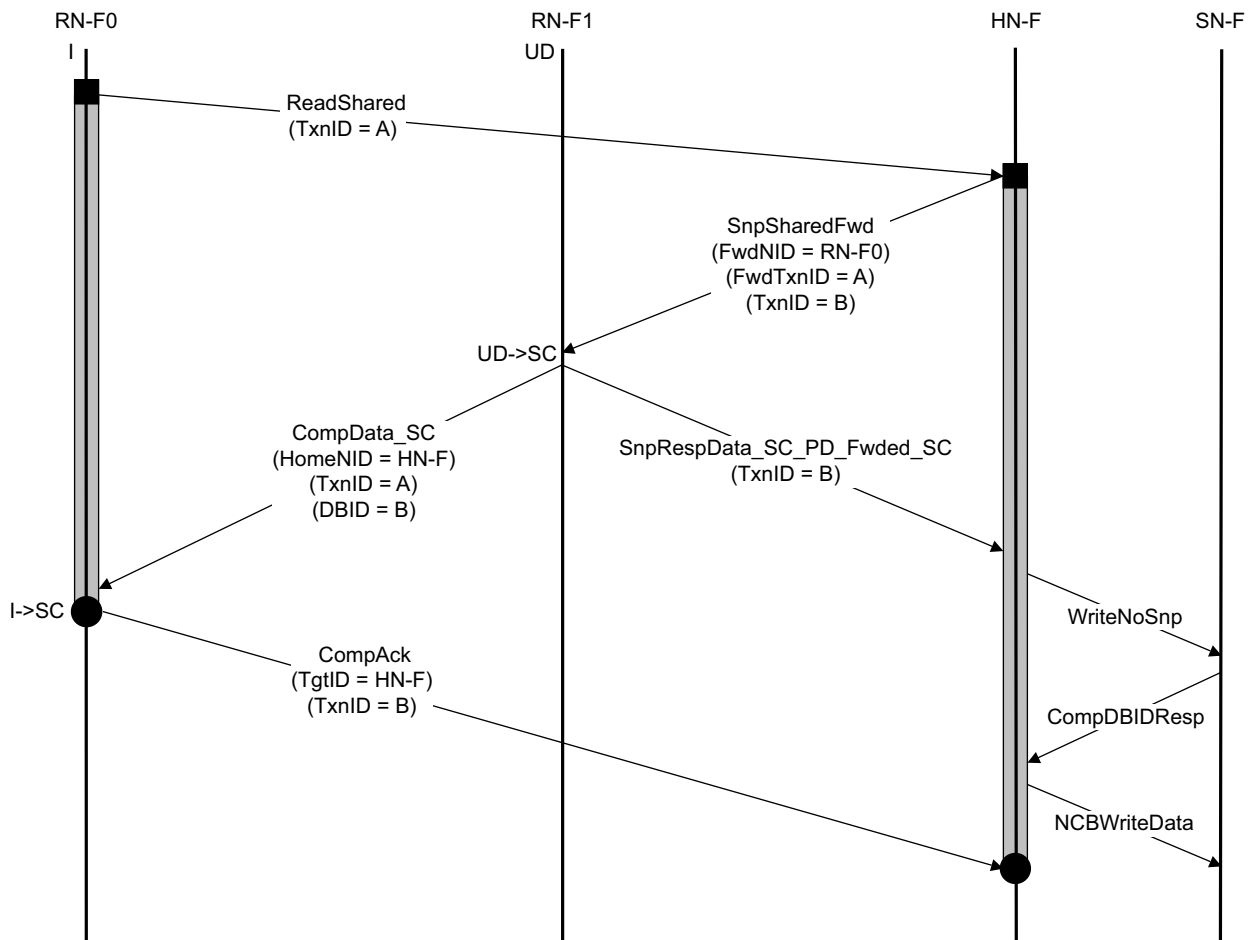 RN-F0
RN-F1
HN-F
SN-F
I
UD
ReadShared
(TxnID = A)
SnpSharedFwd
(FwdNID = RN-F0)
(FwdTxnID = A)
(TxnID = B)
UD->SC
CompData_SC
(HomeNID = HN-F)
(TxnID = A)
(DBID = B)
SnpRespData_SC_PD_Fwded_SC
(TxnID = B)
I->SC
WriteNoSnp
CompAck
(TgtID = HN-F)
(TxnID = B)
CompDBIDResp
NCBWriteData